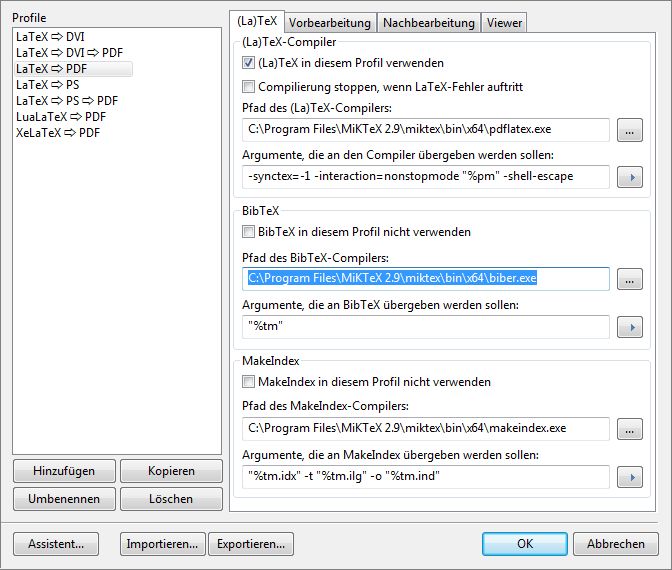 Profile
LaTeX ⇨ DVI
LaTeX ⇨ DVI ⇨ PDF
LaTeX ⇨ PDF
LaTeX ⇨ PS
LaTeX ⇨ PS ⇨ PDF
LuaLaTeX ⇨ PDF
XeLaTeX ⇨ PDF
Hinzufügen Kopieren
Umbenennen Löschen
(La)TeX Vorbearbeitung Nachbearbeitung Viewer
(La)TeX-Compiler
(La)TeX in diesem Profil verwenden
Compilierung stoppen, wenn LaTeX-Fehler auftritt
Pfad des (La)TeX-Compilers:
C:\Program Files\MiKTeX 2.9\miktex\bin\x64\pdflatex.exe ...
Argumente, die an den Compiler übergeben werden sollen:
-synctex=-1 -interaction=nonstopmode "%pm" -shell-escape
BibTeX
BibTeX in diesem Profil nicht verwenden
Pfad des BibTeX-Compilers:
C:\Program Files\MiKTeX 2.9\miktex\bin\x64\biber.exe ...
Argumente, die an BibTeX übergeben werden sollen:
"%tm"
MakeIndex
MakeIndex in diesem Profil nicht verwenden
Pfad des MakeIndex-Compilers:
C:\Program Files\MiKTeX 2.9\miktex\bin\x64\makeindex.exe ...
Argumente, die an MakeIndex übergeben werden sollen:
"%tm.idx" -t "%tm.ilg" -o "%tm.ind"
Assistent... Importieren... Exportieren... OK Abbrechen